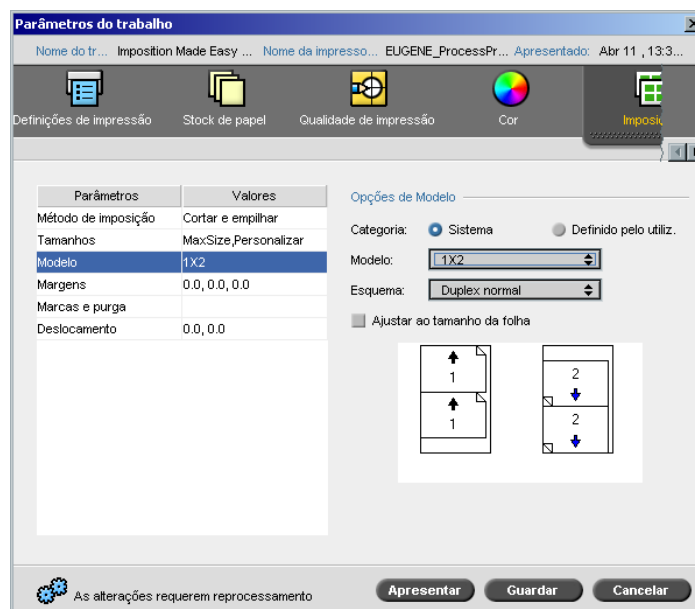 Parâmetros do trabalho
Nome do tr... Imposition Made Easy ... Nome da impresso... EUGENE_ProcessPr... Apresentado: Abr 11 , 13:3...
Definições de impressão Stock de papel Qualidade de impressão Cor
Parâmetros Valores
Método de imposição Cortar e empilhar
Tamanhos MaxSize,Personalizar
Modelo 1X2
Margens 0.0, 0.0, 0.0
Marcas e purga
Deslocamento 0.0, 0.0
Opções de Modelo
Categoria: Sistema Definido pelo utiliz.
Modelo: 1X2
Esquema: Duplex normal
Ajustar ao tamanho da folha
1 2
1 2
As alterações requerem reprocessamento
Apresentar Guardar Cancelar